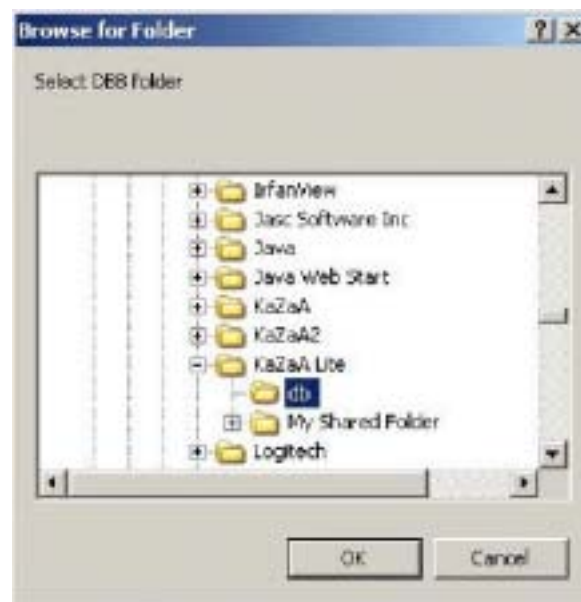 Browse for Folder
Select DBB folder
IrfanView
Jasc Software Inc
Java
Java Web Start
KaZaA
KaZaA2
KaZaA Lite
db
My Shared Folder
Logitech
OK Cancel